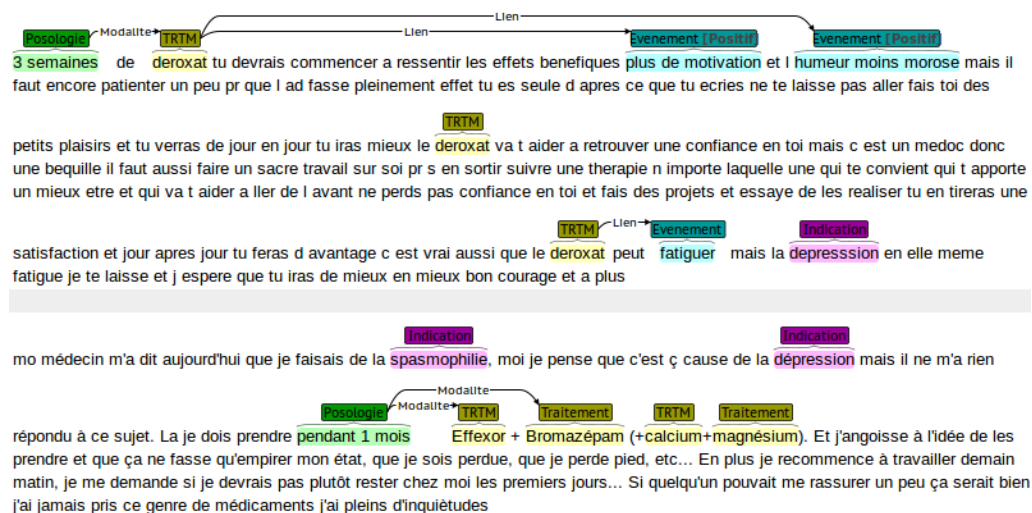 Lien
Posologie Modalite TRTM Lien Evenement [Positif] Evenement [Positif]
3 semaines de deroxat tu devrais commencer a ressentir les effets benefiques plus de motivation et l humeur moins morose mais il
faut encore patienter un peu pr que l ad fasse pleinement effet tu es seule d apres ce que tu ecries ne te laisse pas aller fais toi des
TRTM
petits plaisirs et tu verras de jour en jour tu iras mieux le deroxat va t aider a retrouver une confiance en toi mais c est un medoc donc
une bequille il faut aussi faire un sacre travail sur soi pr s en sortir suivre une therapie n importe laquelle une qui te convient qui t apporte
un mieux etre et qui va t aider a ller de l avant ne perds pas confiance en toi et fais des projets et essaye de les realiser tu en tireras une
TRTM Lien Evenement Indication
satisfaction et jour apres jour tu feras d avantage c est vrai aussi que le deroxat peut fatiguer mais la depresssion en elle meme
fatigue je te laisse et j espere que tu iras de mieux en mieux bon courage et a plus
Indication Indication
mo médecin m'a dit aujourd'hui que je faisais de la spasmophilie, moi je pense que c'est ç cause de la dépression mais il ne m'a rien
Modalite
Posologie Modalite TRTM Traitement TRTM Traitement
répondu à ce sujet. La je dois prendre pendant 1 mois Effexor + Bromazépam (+calcium+magnésium). Et j'angoisse à l'idée de les
prendre et que ça ne fasse qu'empirer mon état, que je sois perdue, que je perde pied, etc... En plus je recommence à travailler demain
matin, je me demande si je devrais pas plutôt rester chez moi les premiers jours... Si quelqu'un pouvait me rassurer un peu ça serait bien
j'ai jamais pris ce genre de médicaments j'ai pleins d'inquiètudes